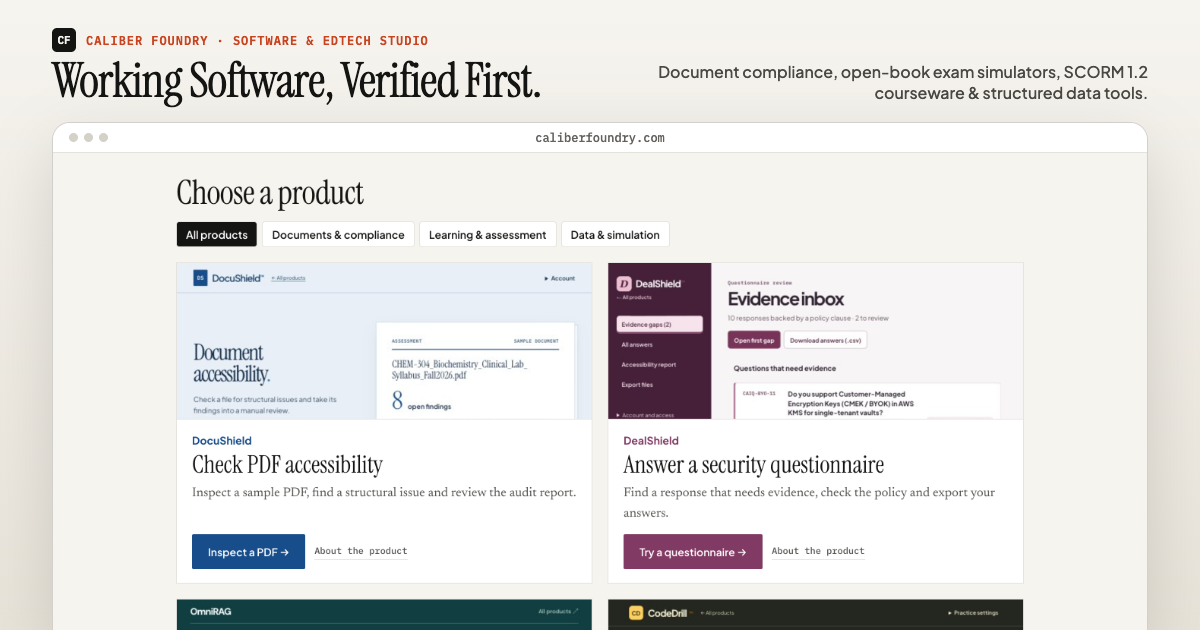 CF
CALIBER FOUNDRY · SOFTWARE & EDTECH STUDIO
Working Software, Verified First.
Document compliance, open-book exam simulators, SCORM 1.2
courseware & structured data tools.
caliberfoundry.com
Choose a product
All products
Documents & compliance
Learning & assessment
Data & simulation
DS
DocuShield
← All products
▸ Account
Document
accessibility.
Check a file for structural issues and take its
findings into a manual review.
ASSESSMENT
SAMPLE DOCUMENT
CHEM-304_Biochemistry_Clinical_Lab_
Syllabus_Fall2026.pdf
8 open findings
DocuShield
Check PDF accessibility
Inspect a sample PDF, find a structural issue and review the audit report.
Inspect a PDF →
About the product
D
DealShield
← All products
Evidence gaps (2)
All answers
Accessibility report
Export files
▸ Account and access
Questionnaire review
Evidence inbox
10 responses backed by a policy clause · 2 to review
Open first gap
Download answers (.csv)
Questions that need evidence
CAIQ-BYO-11
Do you support Customer-Managed
Encryption Keys (CMEK / BYOK) in AWS
KMS for single-tenant vaults?
DealShield
Answer a security questionnaire
Find a response that needs evidence, check the policy and export your
answers.
Try a questionnaire →
About the product
OmniRAG
All products ↗
CD
CodeDrill
← All products
▸ Practice settings